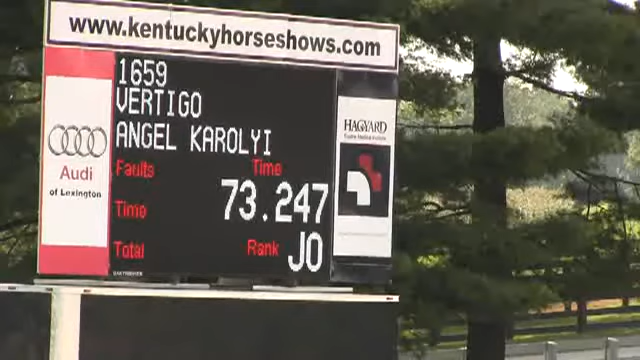 www.kentuckyhorseshows.com
1659
VERTIGO
ANGEL KAROLYI
Faults Time
73.247
Time
Total Rank JO
Audi
of Lexington
HAGYARD